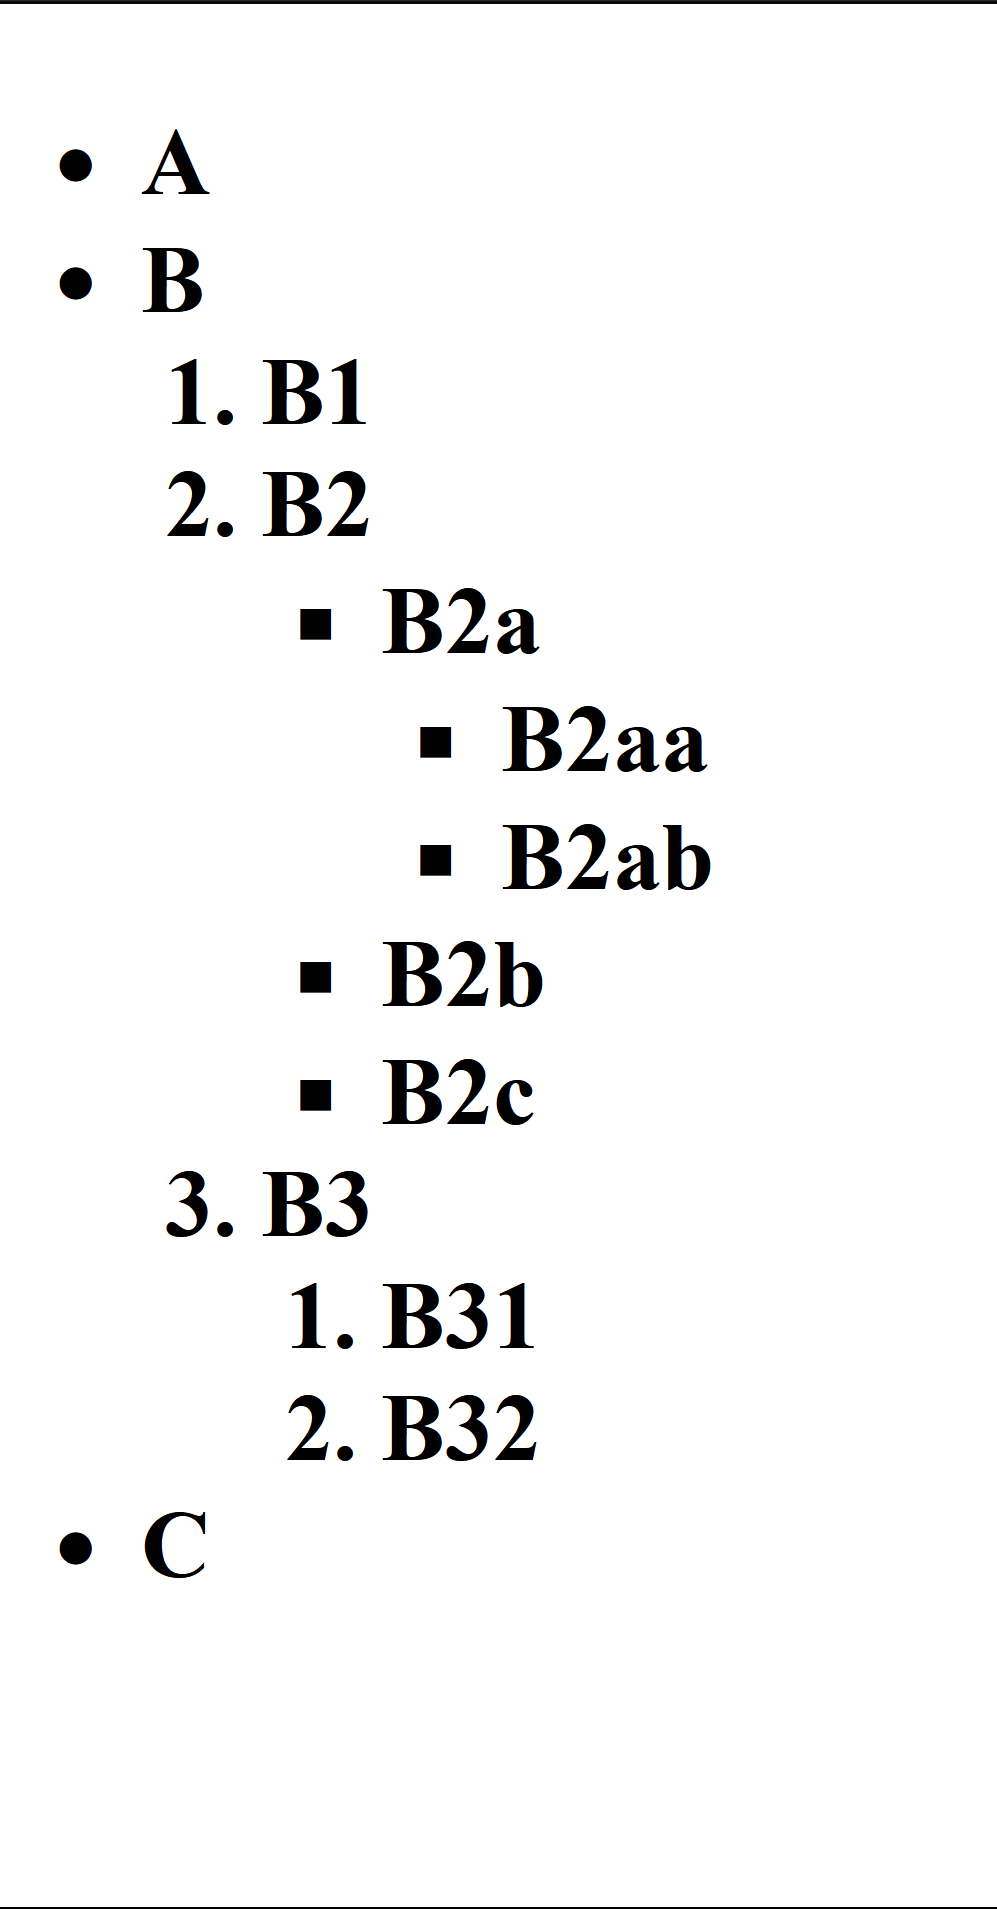 • A
• B
1. B1
2. B2
▪ B2a
▪ B2aa
▪ B2ab
▪ B2b
▪ B2c
3. B3
1. B31
2. B32
• C